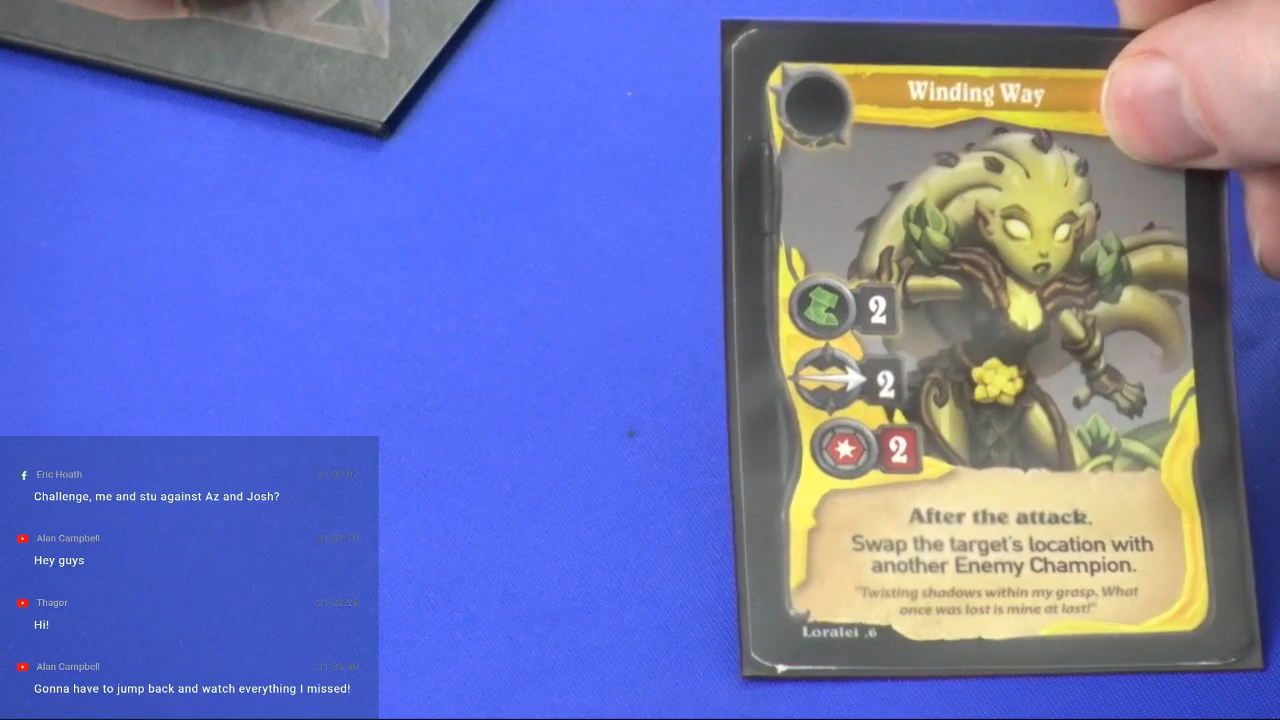 Winding Way
2
2
2
After the attack.
Swap the target's location with
another Enemy Champion.
"Twisting shadows within my grasp. What
once was lost is mine at last!"
Loralei .6
Eric Hoath
Challenge, me and stu against Az and Josh?
Alan Campbell
Hey guys
Thagor
Hi!
Alan Campbell
Gonna have to jump back and watch everything I missed!